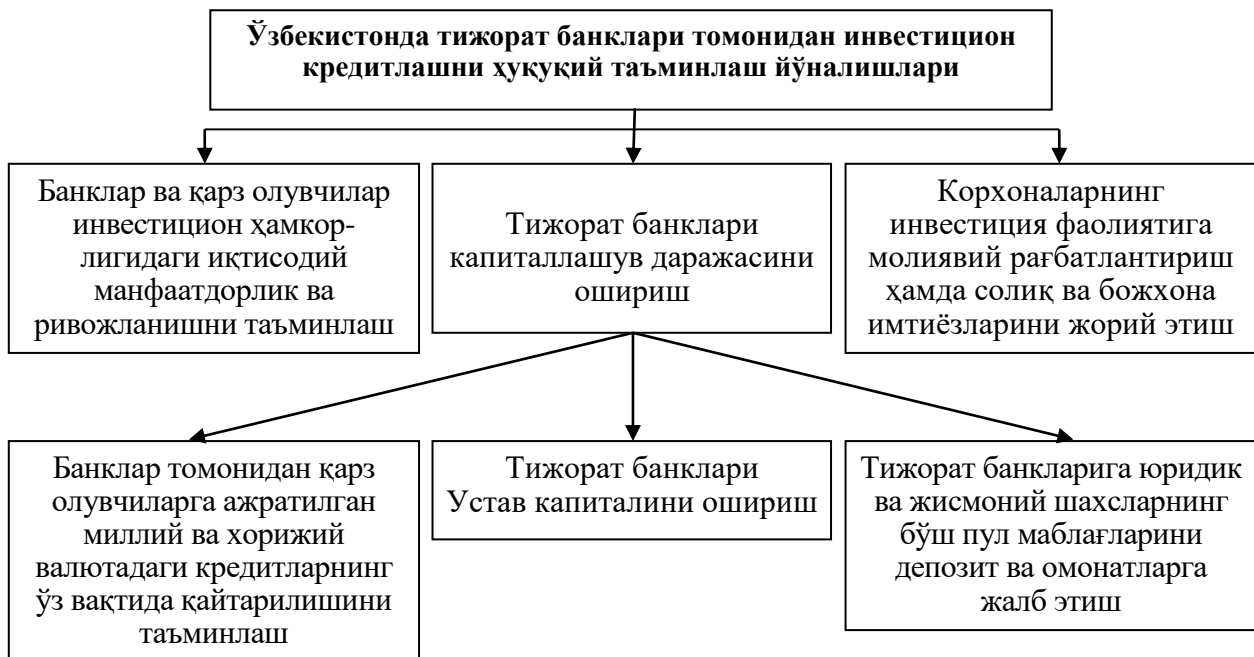 Ўзбекистонда тижорат банклари томонидан инвестицион
кредитлашни ҳуқуқий таъминлаш йўналишлари
Банклар ва қарз олувчилар
инвестицион ҳамкор-
лигидаги иқтисодий
манфаатдорлик ва
ривожланишни таъминлаш
Тижорат банклари
капиталлашув даражасини
ошириш
Корхоналарнинг
инвестиция фаолиятига
молиявий рағбатлантириш
ҳамда солиқ ва божхона
имтиёзларини жорий этиш
Банклар томонидан қарз
олувчиларга ажратилган
миллий ва хорижий
валютадаги кредитларнинг
ўз вақтида қайтарилишини
таъминлаш
Тижорат банклари
Устав капиталини ошириш
Тижорат банкларига юридик
ва жисмоний шахсларнинг
бўш пул маблағларини
депозит ва омонатларга
жалб этиш